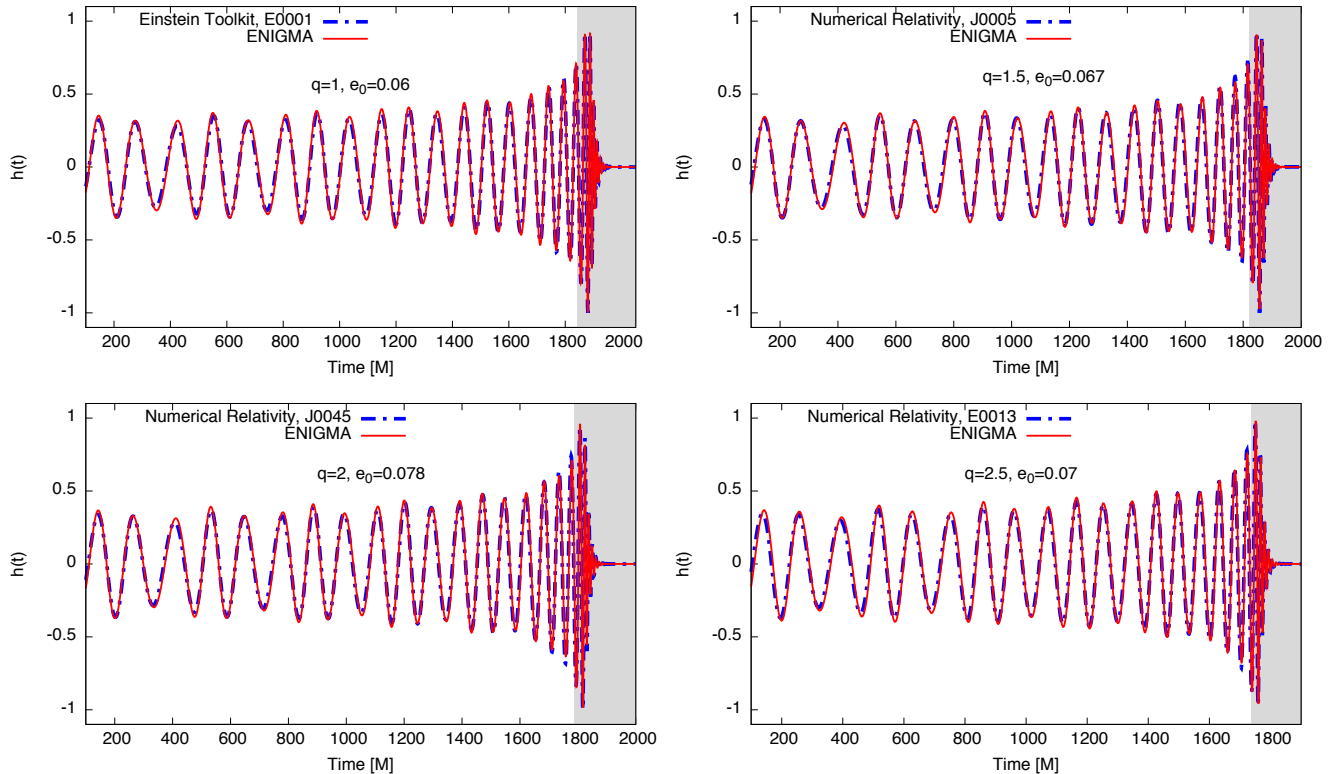 Einstein Toolkit, E0001
ENIGMA
q=1, e0=0.06
h(t)
1
0.5
0
-0.5
-1
200 400 600 800 1000 1200 1400 1600 1800 2000
Time [M]
Numerical Relativity, J0005
ENIGMA
q=1.5, e0=0.067
h(t)
1
0.5
0
-0.5
-1
200 400 600 800 1000 1200 1400 1600 1800 2000
Time [M]
Numerical Relativity, J0045
ENIGMA
q=2, e0=0.078
h(t)
1
0.5
0
-0.5
-1
200 400 600 800 1000 1200 1400 1600 1800 2000
Time [M]
Numerical Relativity, E0013
ENIGMA
q=2.5, e0=0.07
h(t)
1
0.5
0
-0.5
-1
200 400 600 800 1000 1200 1400 1600 1800
Time [M]